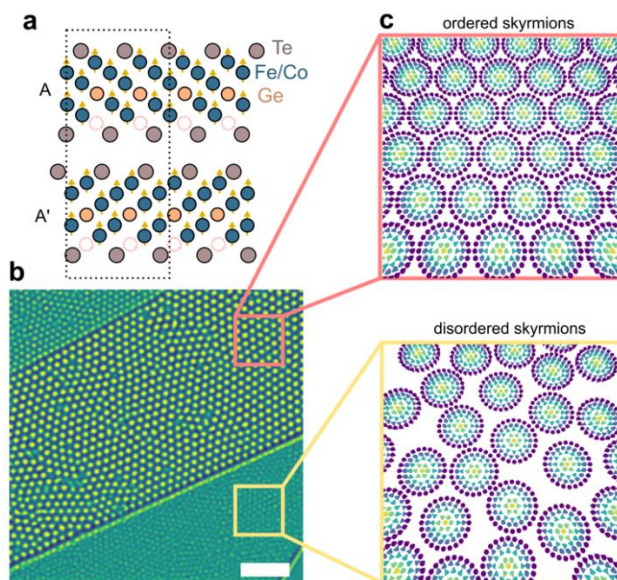 a
Te
Fe/Co
Ge
A
A'
b
c
ordered skyrmions
disordered skyrmions